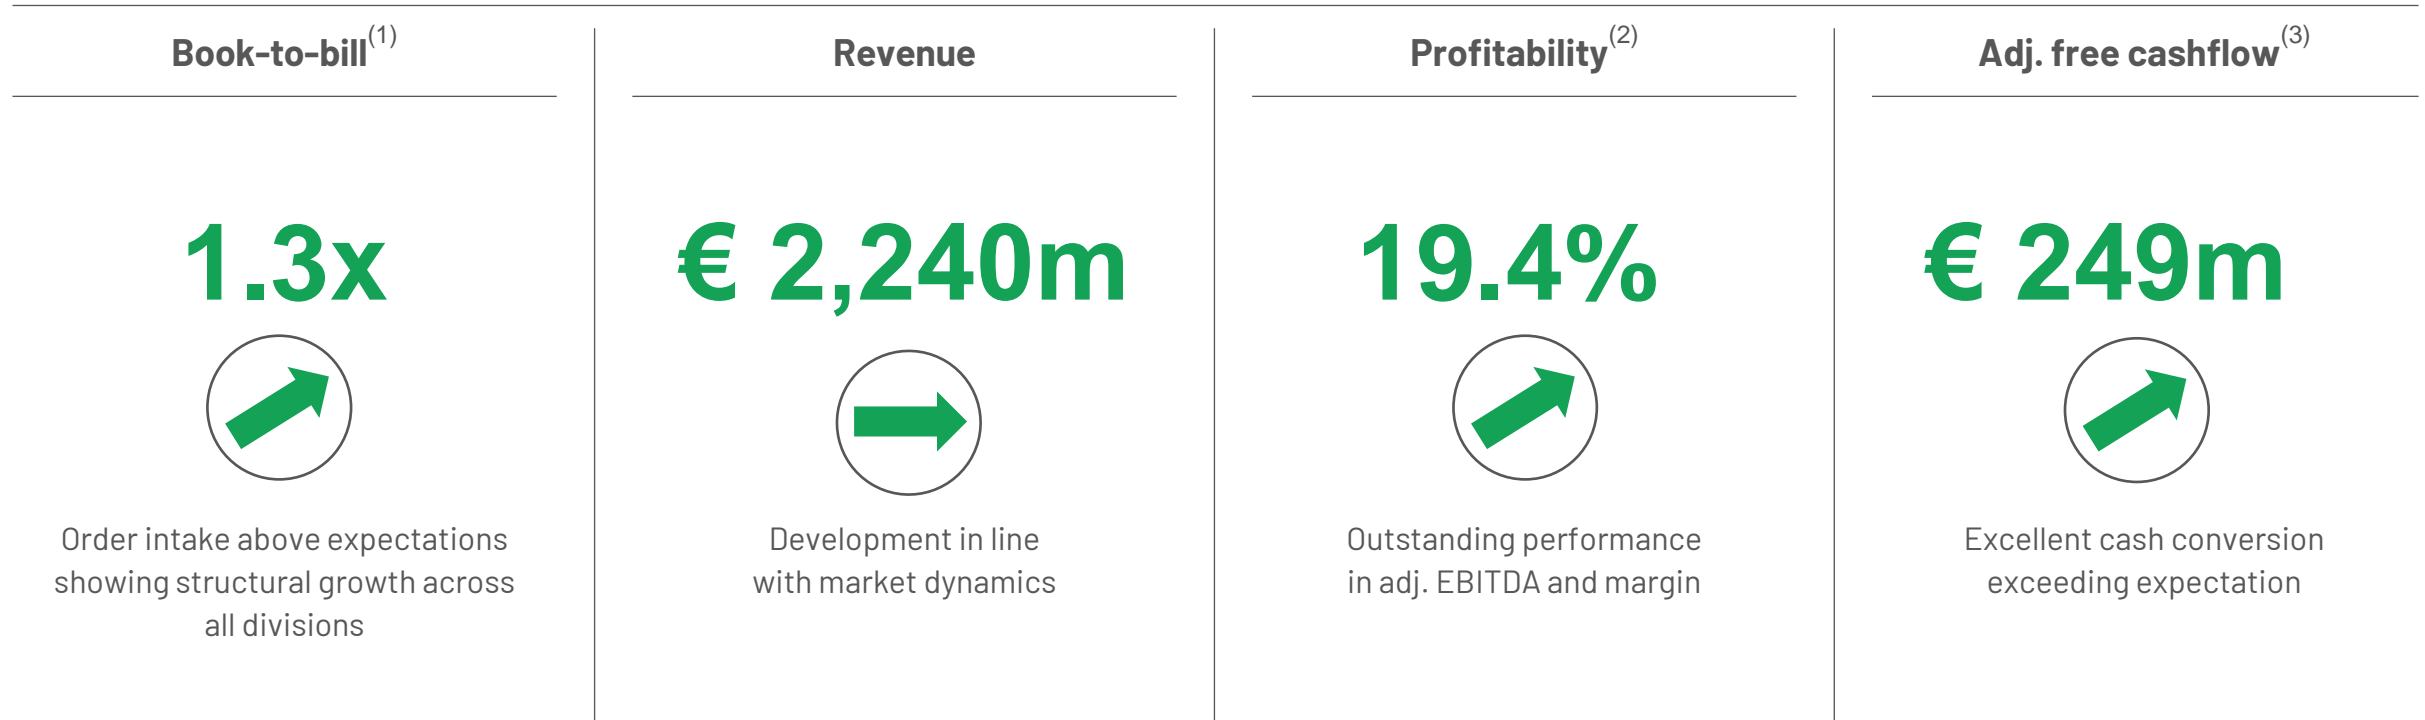 Book-to-bill(1)
1.3x
Order intake above expectations
showing structural growth across
all divisions
Revenue
€ 2,240m
Development in line
with market dynamics
Profitability(2)
19.4%
Outstanding performance
in adj. EBITDA and margin
Adj. free cashflow(3)
€ 249m
Excellent cash conversion
exceeding expectation